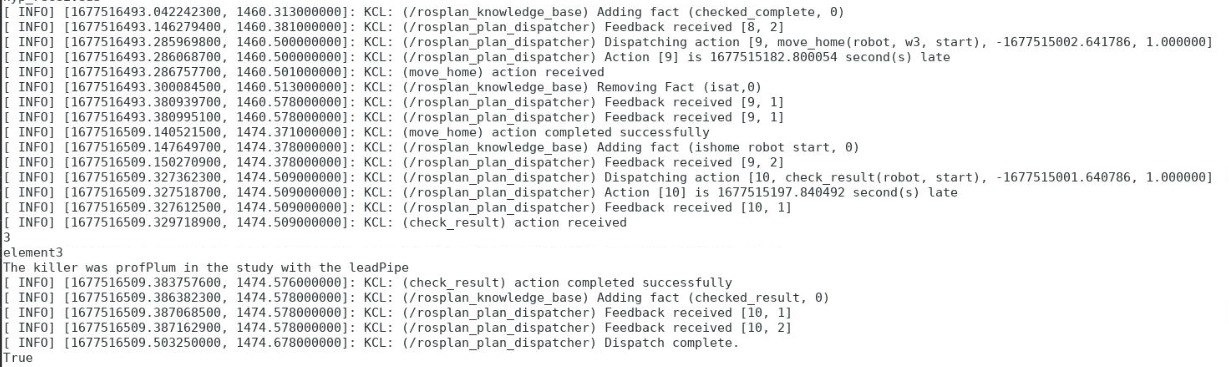 [ INFO] [1677516493.042242300, 1460.313000000]: KCL: (/rosplan_knowledge_base) Adding fact (checked_complete, 0)
[ INFO] [1677516493.146279400, 1460.381000000]: KCL: (/rosplan_plan_dispatcher) Feedback received [8, 2]
[ INFO] [1677516493.285969800, 1460.500000000]: KCL: (/rosplan_plan_dispatcher) Dispatching action [9, move_home(robot, w3, start), -1677515002.641786, 1.000000]
[ INFO] [1677516493.286068700, 1460.500000000]: KCL: (/rosplan_plan_dispatcher) Action [9] is 1677515182.800054 second(s) late
[ INFO] [1677516493.286757700, 1460.501000000]: KCL: (move_home) action received
[ INFO] [1677516493.300084500, 1460.513000000]: KCL: (/rosplan_knowledge_base) Removing Fact (isat,0)
[ INFO] [1677516493.380939700, 1460.578000000]: KCL: (/rosplan_plan_dispatcher) Feedback received [9, 1]
[ INFO] [1677516493.380995100, 1460.578000000]: KCL: (/rosplan_plan_dispatcher) Feedback received [9, 1]
[ INFO] [1677516509.140521500, 1474.371000000]: KCL: (move_home) action completed successfully
[ INFO] [1677516509.147649700, 1474.378000000]: KCL: (/rosplan_knowledge_base) Adding fact (ishome robot start, 0)
[ INFO] [1677516509.150270900, 1474.378000000]: KCL: (/rosplan_plan_dispatcher) Feedback received [9, 2]
[ INFO] [1677516509.327362300, 1474.509000000]: KCL: (/rosplan_plan_dispatcher) Dispatching action [10, check_result(robot, start), -1677515001.640786, 1.000000]
[ INFO] [1677516509.327518700, 1474.509000000]: KCL: (/rosplan_plan_dispatcher) Action [10] is 1677515197.840492 second(s) late
[ INFO] [1677516509.327612500, 1474.509000000]: KCL: (/rosplan_plan_dispatcher) Feedback received [10, 1]
[ INFO] [1677516509.329718900, 1474.509000000]: KCL: (check_result) action received
3
element3
The killer was profPlum in the study with the leadPipe
[ INFO] [1677516509.383757600, 1474.576000000]: KCL: (check_result) action completed successfully
[ INFO] [1677516509.386382300, 1474.578000000]: KCL: (/rosplan_knowledge_base) Adding fact (checked_result, 0)
[ INFO] [1677516509.387068500, 1474.578000000]: KCL: (/rosplan_plan_dispatcher) Feedback received [10, 1]
[ INFO] [1677516509.387162900, 1474.578000000]: KCL: (/rosplan_plan_dispatcher) Feedback received [10, 2]
[ INFO] [1677516509.503250000, 1474.678000000]: KCL: (/rosplan_plan_dispatcher) Dispatch complete.
True